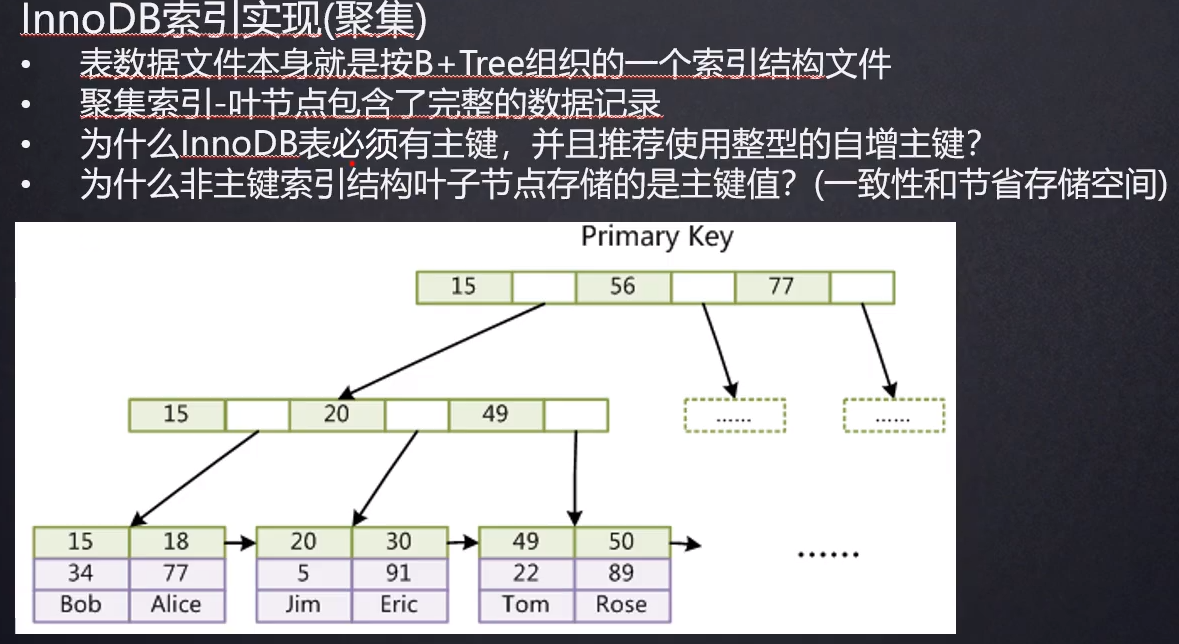 InnoDB索引实现(聚集)
• 表数据文件本身就是按B+Tree组织的一个索引结构文件
• 聚集索引-叶节点包含了完整的数据记录
• 为什么InnoDB表必须有主键，并且推荐使用整型的自增主键？
• 为什么非主键索引结构叶子节点存储的是主键值？(一致性和节省存储空间)
Primary Key
15 56 77
15 20 49
...... ......
15 18 20 30 49 50
34 77 5 91 22 89
Bob Alice Jim Eric Tom Rose
......